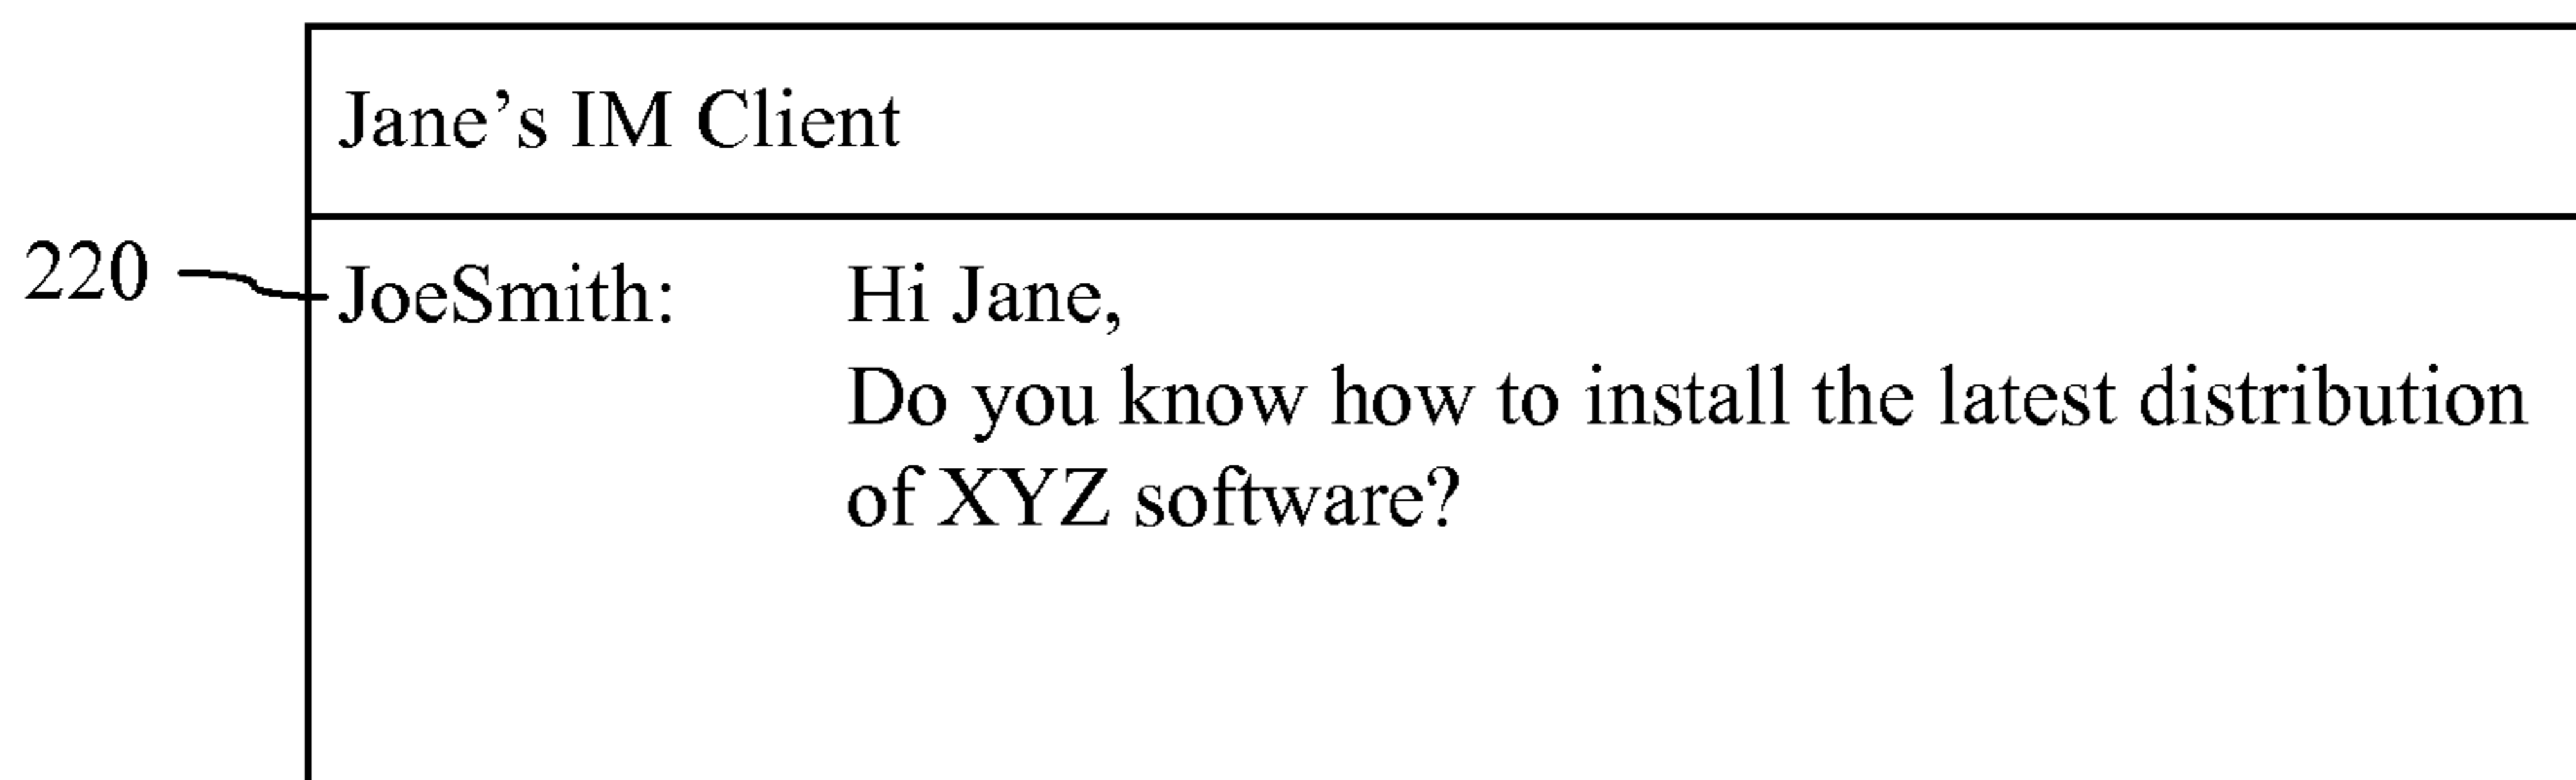 Jane’s IM Client
220 JoeSmith: Hi Jane,
Do you know how to install the latest distribution
of XYZ software?